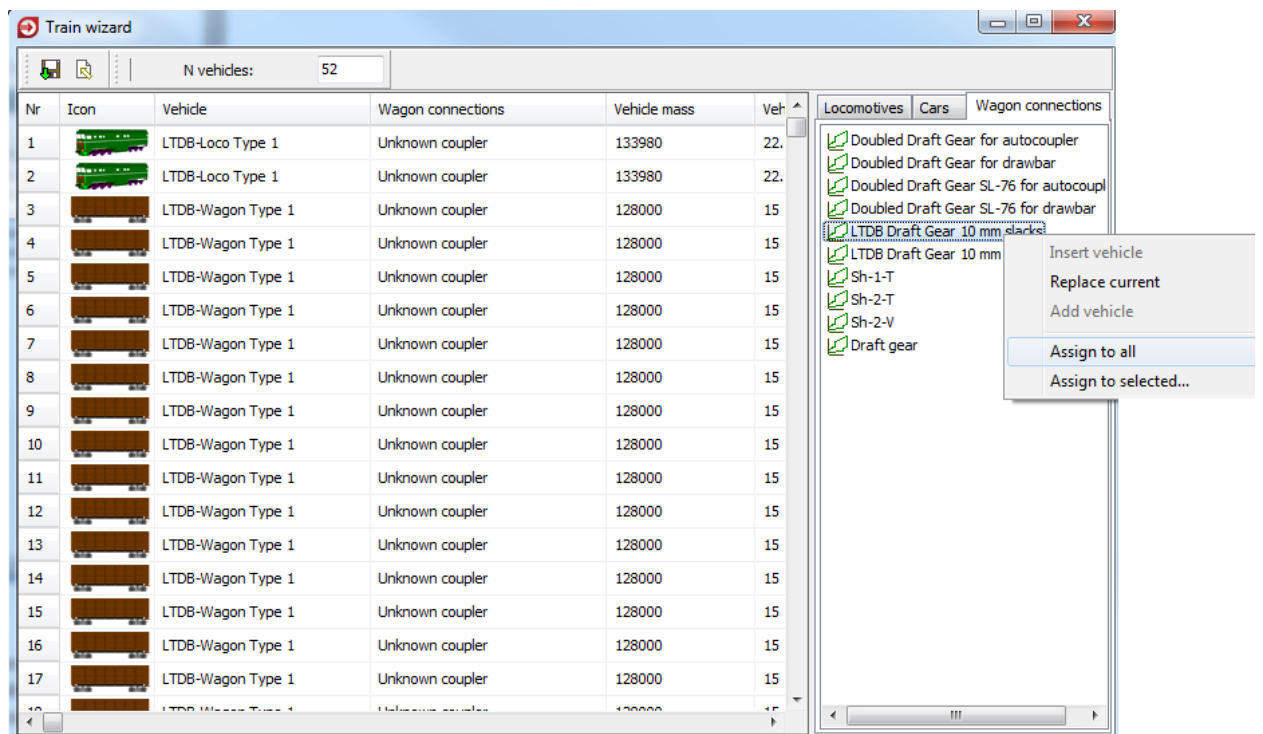 Train wizard
N vehicles: 52
Nr Icon Vehicle Wagon connections Vehicle mass Veh
1 LTDB-Loco Type 1 Unknown coupler 133980 22.
2 LTDB-Loco Type 1 Unknown coupler 133980 22.
3 LTDB-Wagon Type 1 Unknown coupler 128000 15
4 LTDB-Wagon Type 1 Unknown coupler 128000 15
5 LTDB-Wagon Type 1 Unknown coupler 128000 15
6 LTDB-Wagon Type 1 Unknown coupler 128000 15
7 LTDB-Wagon Type 1 Unknown coupler 128000 15
8 LTDB-Wagon Type 1 Unknown coupler 128000 15
9 LTDB-Wagon Type 1 Unknown coupler 128000 15
10 LTDB-Wagon Type 1 Unknown coupler 128000 15
11 LTDB-Wagon Type 1 Unknown coupler 128000 15
12 LTDB-Wagon Type 1 Unknown coupler 128000 15
13 LTDB-Wagon Type 1 Unknown coupler 128000 15
14 LTDB-Wagon Type 1 Unknown coupler 128000 15
15 LTDB-Wagon Type 1 Unknown coupler 128000 15
16 LTDB-Wagon Type 1 Unknown coupler 128000 15
17 LTDB-Wagon Type 1 Unknown coupler 128000 15
Locomotives Cars Wagon connections
Doubled Draft Gear for autocoupler
Doubled Draft Gear for drawbar
Doubled Draft Gear SL-76 for autocoupl
Doubled Draft Gear SL-76 for drawbar
LTDB Draft Gear 10 mm slacks
LTDB Draft Gear 10 mm
Sh-1-T
Sh-2-T
Sh-2-V
Draft gear
Insert vehicle
Replace current
Add vehicle
Assign to all
Assign to selected...